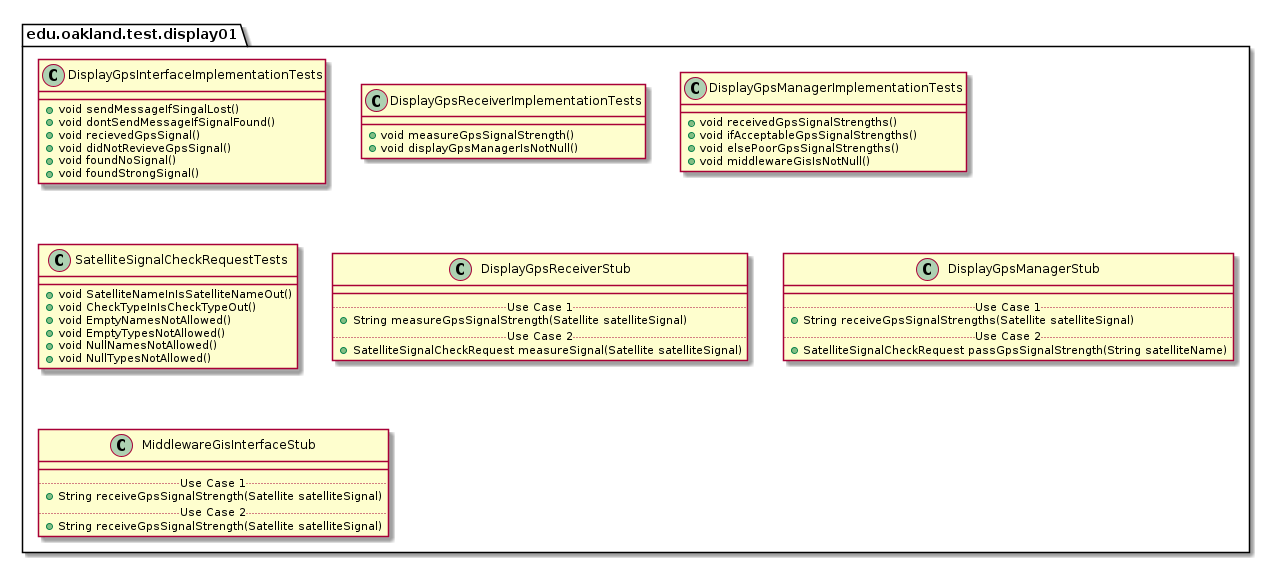 edu.oakland.test.display01
C DisplayGpsInterfaceImplementationTests
void sendMessageIfSingalLost()
void dontSendMessageIfSignalFound()
void recievedGpsSignal()
void didNotRevieveGpsSignal()
void foundNoSignal()
void foundStrongSignal()
C DisplayGpsReceiverImplementationTests
void measureGpsSignalStrength()
void displayGpsManagerIsNotNull()
C DisplayGpsManagerImplementationTests
void receivedGpsSignalStrengths()
void ifAcceptableGpsSignalStrengths()
void elsePoorGpsSignalStrengths()
void middlewareGisIsNotNull()
C SatelliteSignalCheckRequestTests
void SatelliteNameInIsSatelliteNameOut()
void CheckTypeInIsCheckTypeOut()
void EmptyNamesNotAllowed()
void EmptyTypesNotAllowed()
void NullNamesNotAllowed()
void NullTypesNotAllowed()
C DisplayGpsReceiverStub
Use Case 1
String measureGpsSignalStrength(Satellite satelliteSignal)
Use Case 2
SatelliteSignalCheckRequest measureSignal(Satellite satelliteSignal)
C DisplayGpsManagerStub
Use Case 1
String receiveGpsSignalStrengths(Satellite satelliteSignal)
Use Case 2
SatelliteSignalCheckRequest passGpsSignalStrength(String satelliteName)
C MiddlewareGisInterfaceStub
Use Case 1
String receiveGpsSignalStrength(Satellite satelliteSignal)
Use Case 2
String receiveGpsSignalStrength(Satellite satelliteSignal)